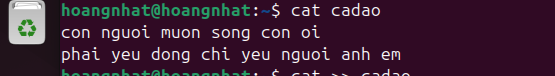 hoangnhat@hoangnhat:~$ cat cadao
con nguoi muon song con oi
phai yeu dong chi yeu nguoi anh em
hoangnhat@hoangnhat:~$ cat >> cadao